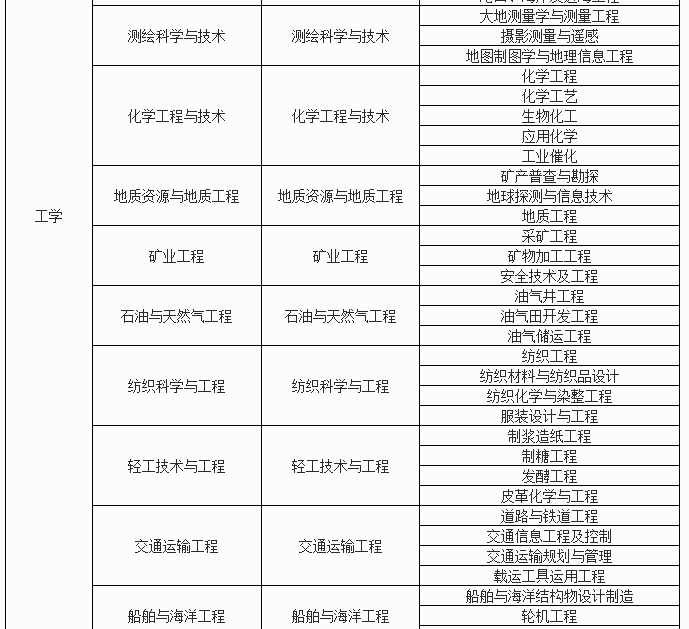 大地测量学与测量工程
测绘科学与技术 测绘科学与技术 摄影测量与遥感
地图制图学与地理信息工程
化学工程
化学工艺
化学工程与技术 化学工程与技术 生物化工
应用化学
工业催化
矿产普查与勘探
地质资源与地质工程 地质资源与地质工程 地球探测与信息技术
工学 地质工程
采矿工程
矿业工程 矿业工程 矿物加工工程
安全技术及工程
油气井工程
石油与天然气工程 石油与天然气工程 油气田开发工程
油气储运工程
纺织工程
纺织科学与工程 纺织科学与工程 纺织材料与纺织品设计
纺织化学与染整工程
服装设计与工程
制浆造纸工程
轻工技术与工程 轻工技术与工程 制糖工程
发酵工程
皮革化学与工程
道路与铁道工程
交通运输工程 交通运输工程 交通信息工程及控制
交通运输规划与管理
载运工具运用工程
船舶与海洋结构物设计制造
船舶与海洋工程 船舶与海洋工程 轮机工程